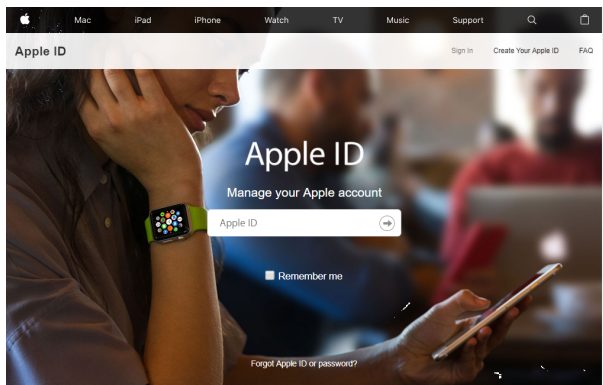 Mac iPad iPhone Watch TV Music Support
Apple ID Sign In Create Your Apple ID FAQ
Apple ID
Manage your Apple account
Apple ID
Remember me
Forgot Apple ID or password?